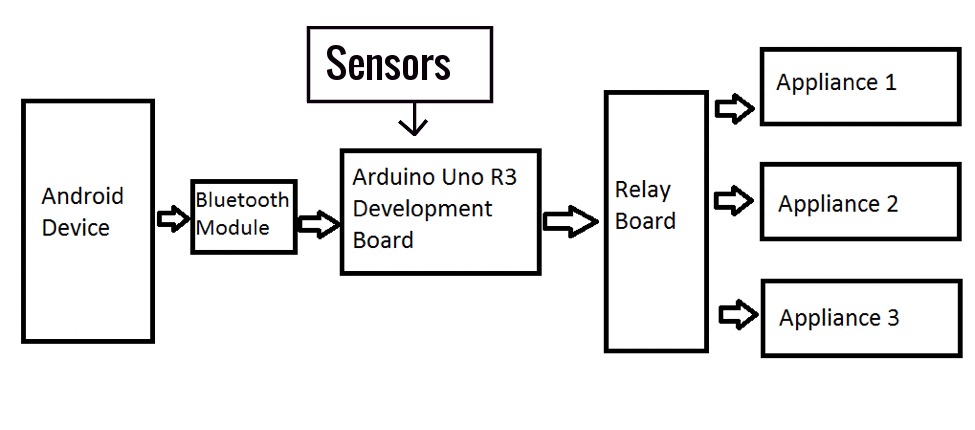 Sensors
Android
Device
Bluetooth
Module
Arduino Uno R3
Development
Board
Relay
Board
Appliance 1
Appliance 2
Appliance 3